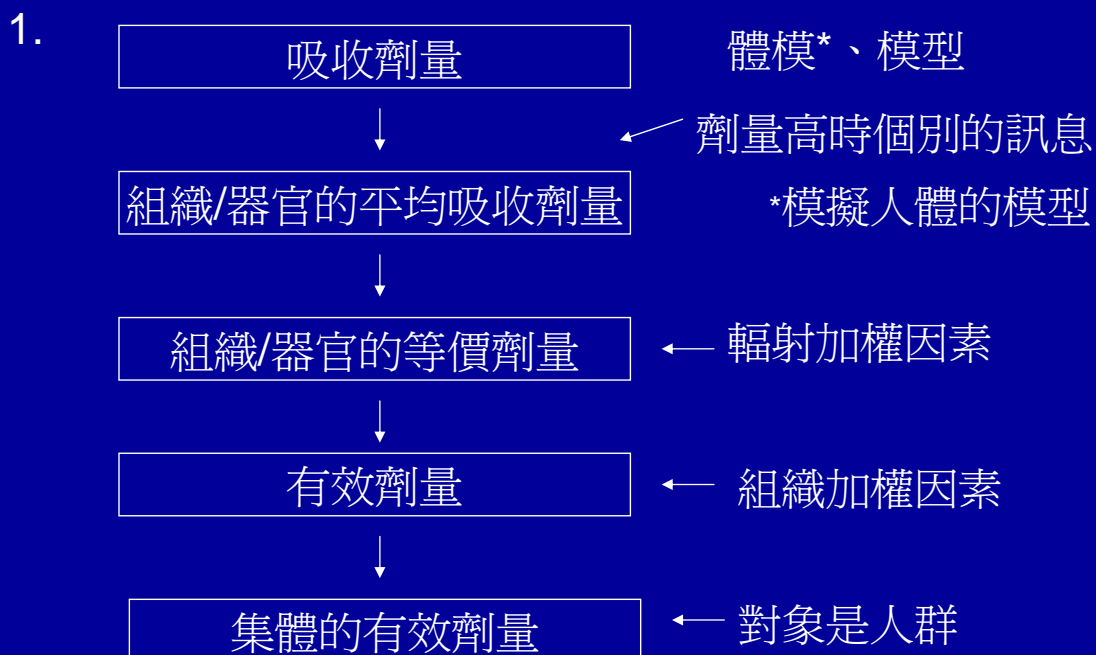 1.
吸收劑量
體模*、模型
劑量高時個別的訊息
組織/器官的平均吸收劑量
*模擬人體的模型
組織/器官的等價劑量
輻射加權因素
有效劑量
組織加權因素
集體的有效劑量
對象是人群